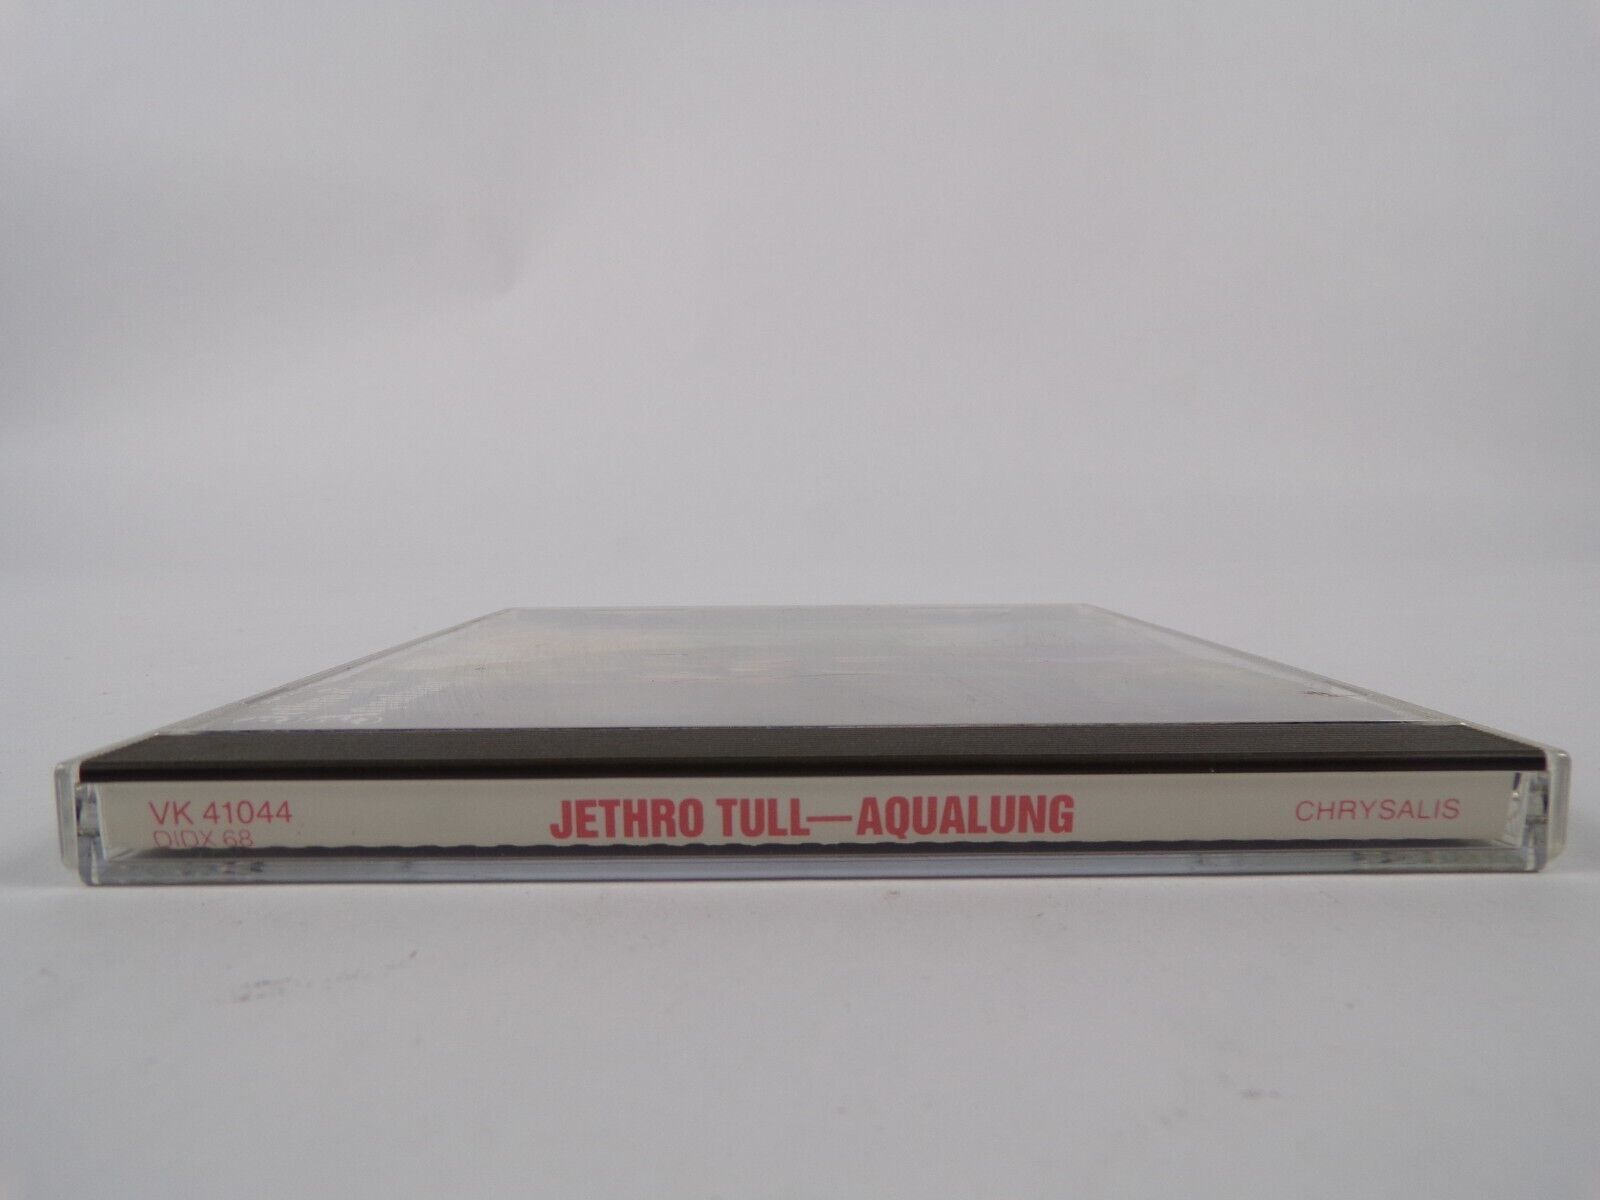 VK 41044
DIDX 68
JETHRO TULL—AQUALUNG
CHRYSALIS